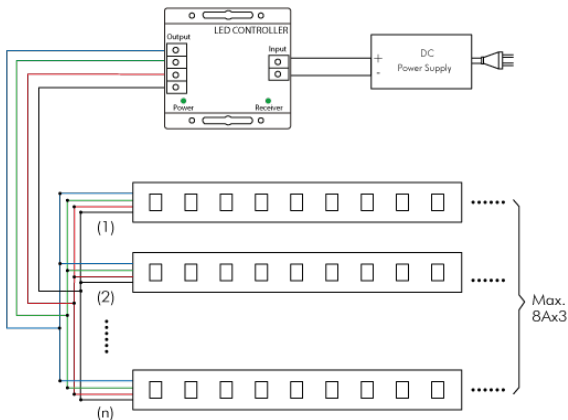 LED CONTROLLER
Output
Input
Power
Receiver
+
-
DC
Power Supply
(1)
(2)
(n)
Max.
8Ax3